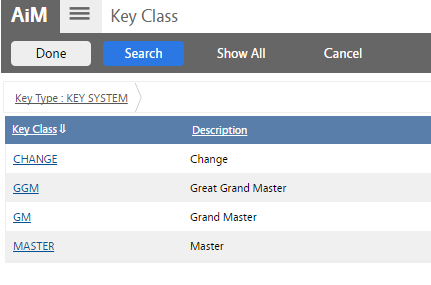 AiM Key Class
Done Search Show All Cancel
Key Type : KEY SYSTEM
Key Class⇓ Description
CHANGE Change
GGM Great Grand Master
GM Grand Master
MASTER Master